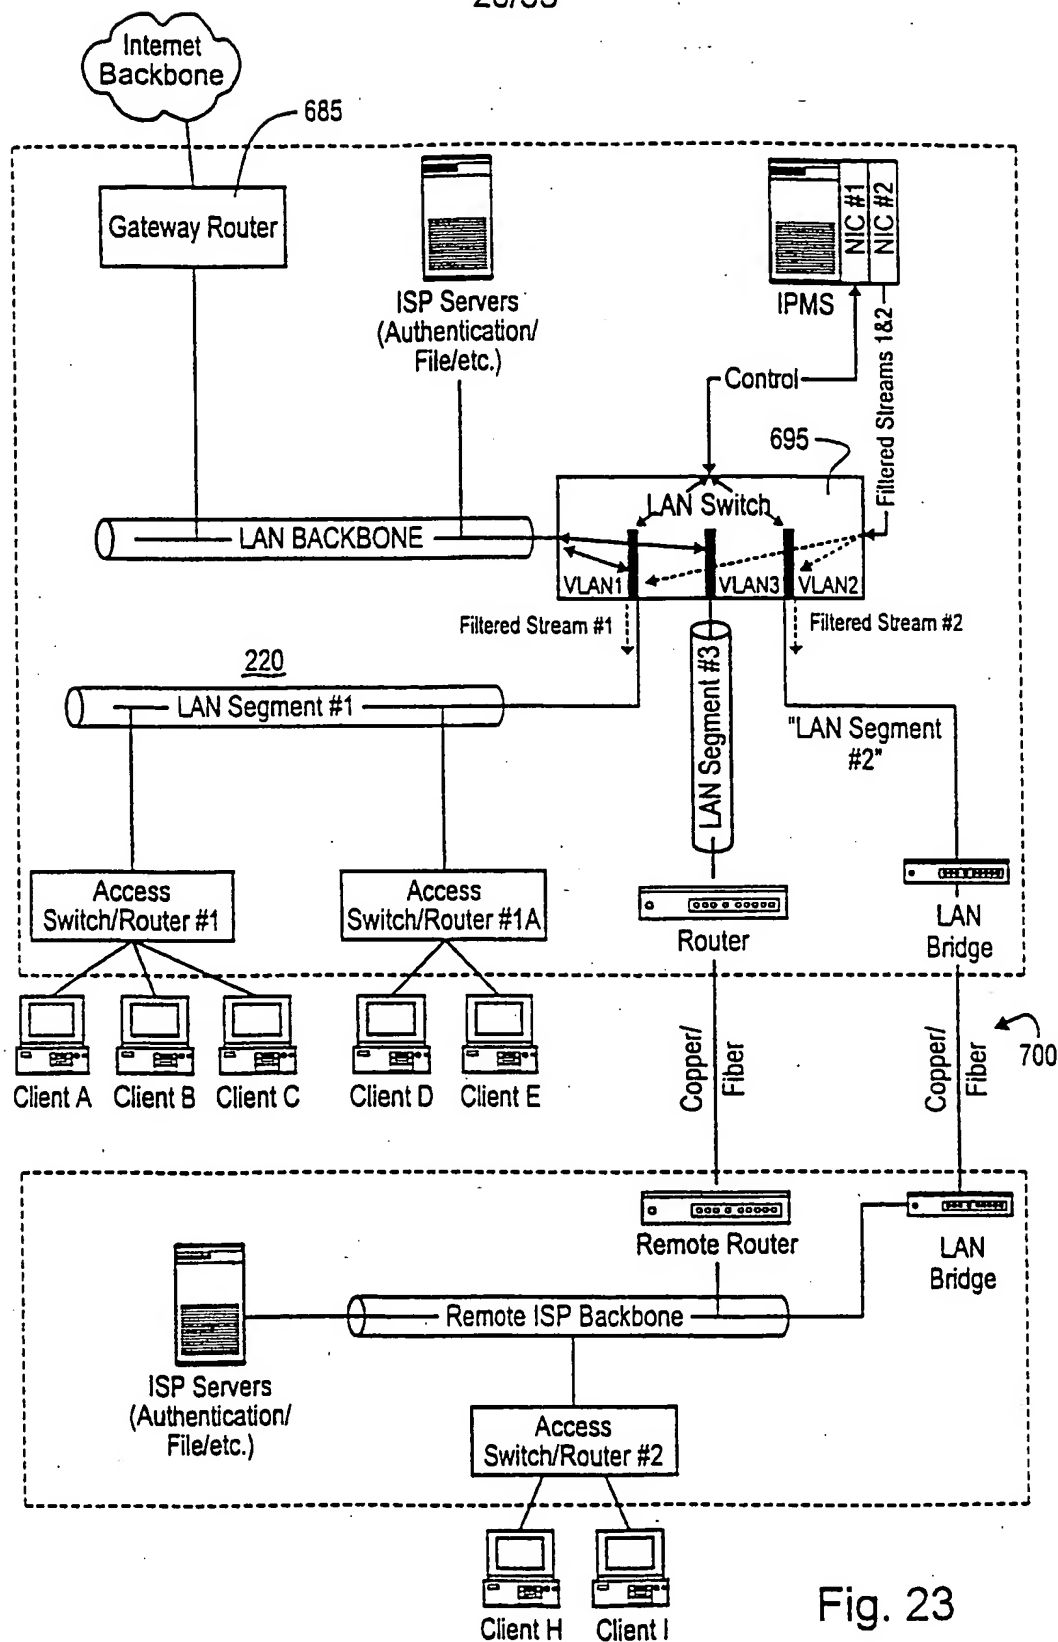 Internet
Backbone
685
Gateway Router
ISP Servers
(Authentication/
File/etc.)
NIC #1
NIC #2
IPMS
Filtered Streams 1&2
Control
695
LAN Switch
LAN BACKBONE
VLAN1
VLAN3
VLAN2
Filtered Stream #1
Filtered Stream #2
220
LAN Segment #1
LAN Segment #3
"LAN Segment
#2"
Access
Switch/Router #1
Access
Switch/Router #1A
Router
LAN
Bridge
Client A
Client B
Client C
Client D
Client E
Copper/
Fiber
Copper/
Fiber
700
Remote Router
LAN
Bridge
Remote ISP Backbone
ISP Servers
(Authentication/
File/etc.)
Access
Switch/Router #2
Client H
Client I
Fig. 23